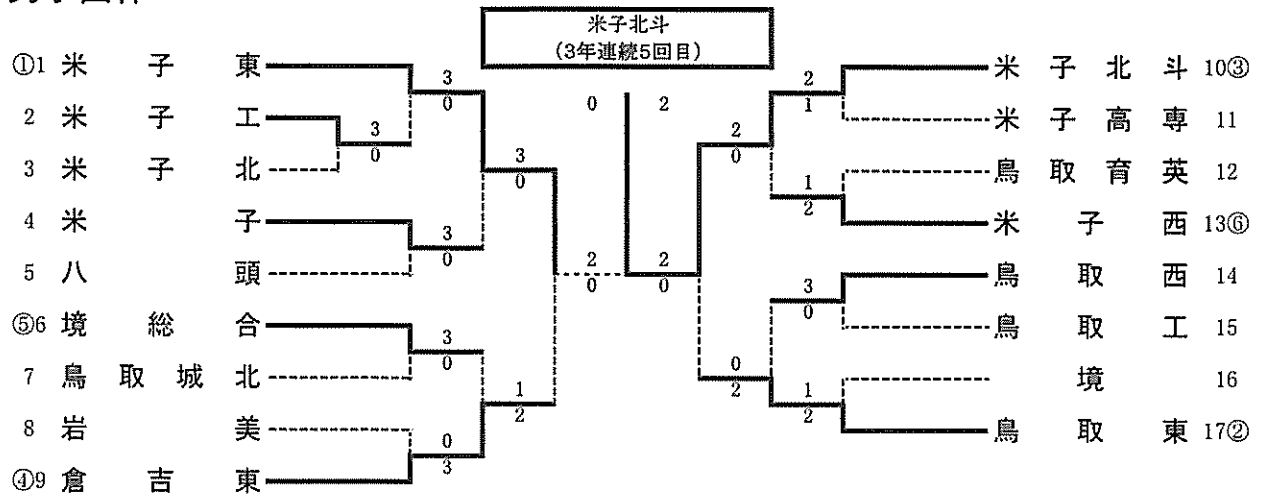 男子団体
米子北斗
(3年連続5回目)
①1 米子東
2 米子工
3 米子北
4 米子
5 八頭
⑤6 境総合
7 鳥取城北
8 岩美
④9 倉吉東
3
0
3
0
3
0
3
0
3
0
1
2
0
3
2
0
0 2
2
0
2
0
2
1
1
2
3
0
0
2
1
2
米子北斗 10③
米子高専 11
鳥取育英 12
米子西 13⑥
鳥取西 14
鳥取工 15
境 16
鳥取東 17②